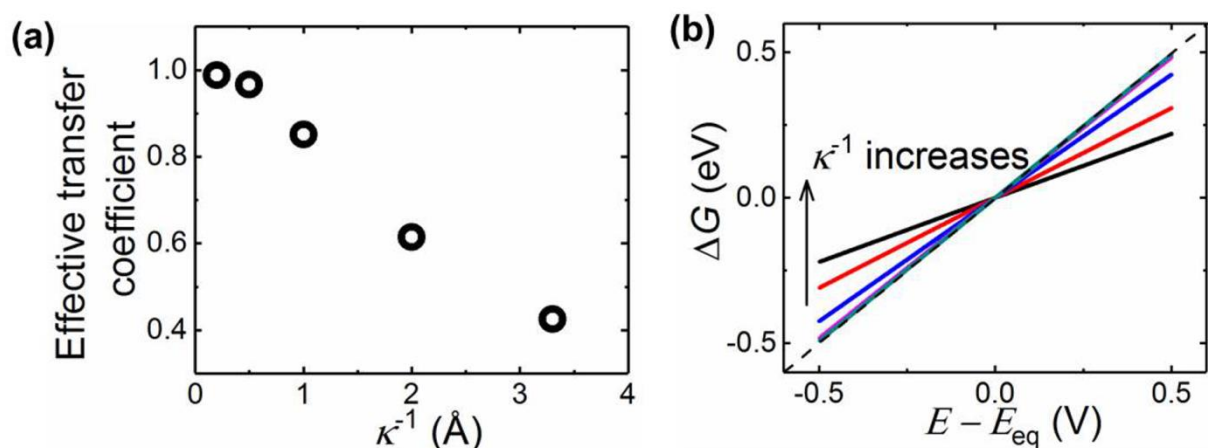 (a)
Effective transfer
coefficient
1.0
0.8
0.6
0.4
0
1
2
3
4
κ⁻¹ (Å)
(b)
ΔG (eV)
0.5
0.0
-0.5
κ⁻¹ increases
-0.5
0.0
0.5
E − Eeq (V)